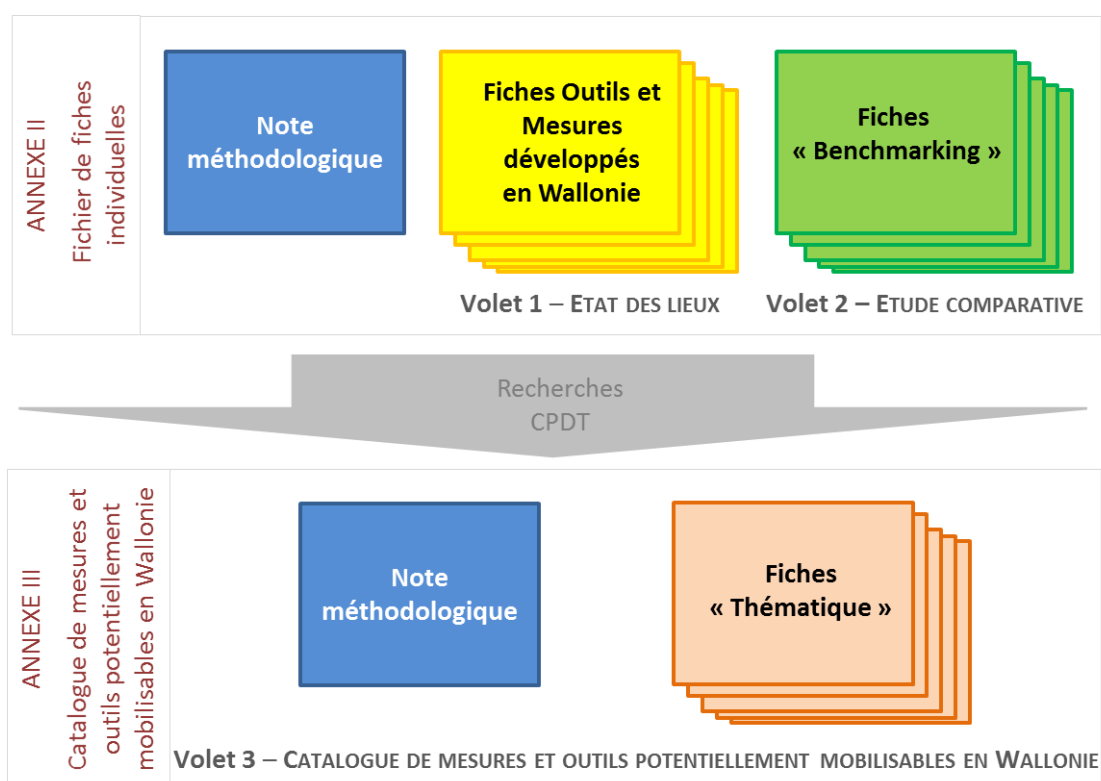 ANNEXE II
Fichier de fiches
individuelles
Note
méthodologique
Fiches Outils et
Mesures
développés
en Wallonie
Fiches
« Benchmarking »
Volet 1 – ETAT DES LIEUX
Volet 2 – ETUDE COMPARATIVE
Recherches
CPDT
ANNEXE III
Catalogue de mesures et
outils potentiellement
mobilisables en Wallonie
Note
méthodologique
Fiches
« Thématique »
Volet 3 – CATALOGUE DE MESURES ET OUTILS POTENTIELLEMENT MOBILISABLES EN WALLONIE